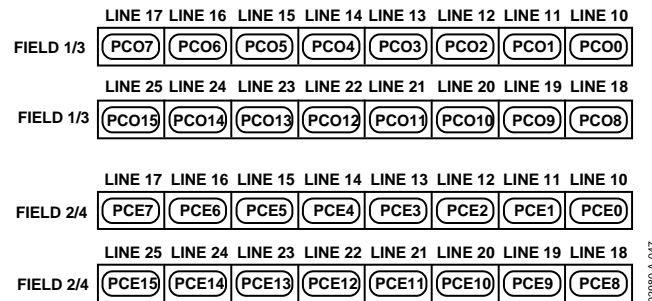 LINE 17 LINE 16 LINE 15 LINE 14 LINE 13 LINE 12 LINE 11 LINE 10
FIELD 1/3 PCO7 PCO6 PCO5 PCO4 PCO3 PCO2 PCO1 PCO0
LINE 25 LINE 24 LINE 23 LINE 22 LINE 21 LINE 20 LINE 19 LINE 18
FIELD 1/3 PCO15 PCO14 PCO13 PCO12 PCO11 PCO10 PCO9 PCO8
LINE 17 LINE 16 LINE 15 LINE 14 LINE 13 LINE 12 LINE 11 LINE 10
FIELD 2/4 PCE7 PCE6 PCE5 PCE4 PCE3 PCE2 PCE1 PCE0
LINE 25 LINE 24 LINE 23 LINE 22 LINE 21 LINE 20 LINE 19 LINE 18
FIELD 2/4 PCE15 PCE14 PCE13 PCE12 PCE11 PCE10 PCE9 PCE8